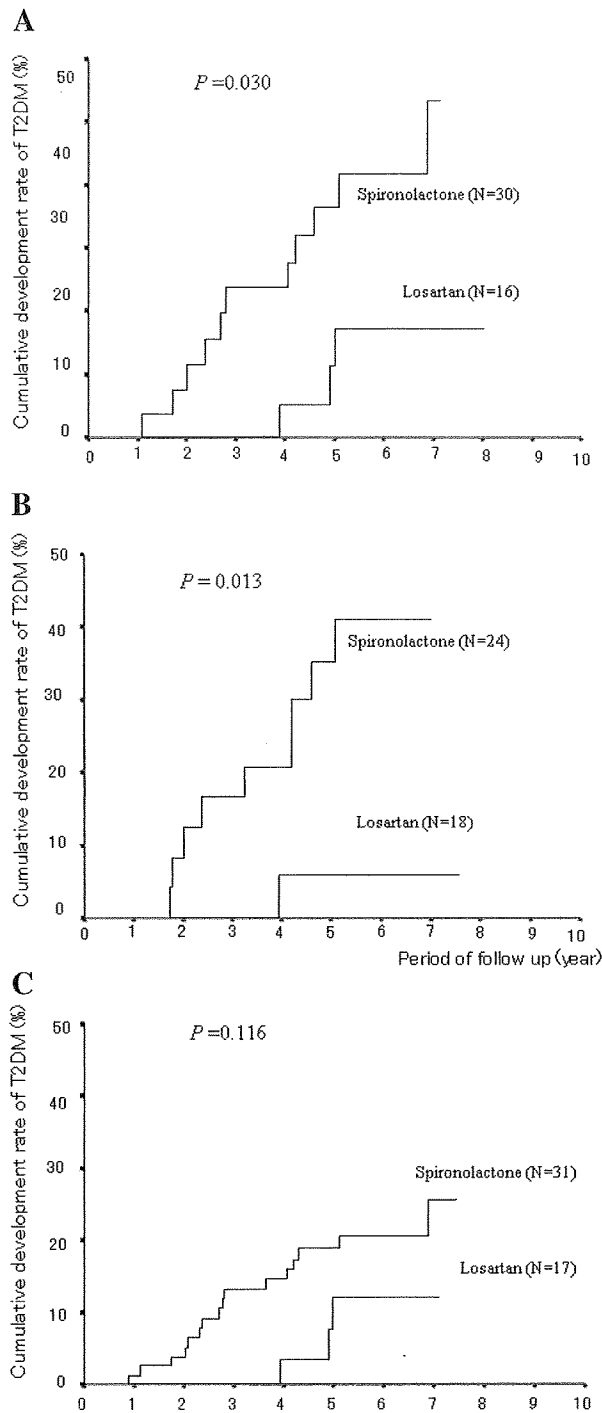 A
Cumulative development rate of T2DM (%)
50
40
30
20
10
0
P =0.030
Spironolactone (N=30)
Losartan (N=16)
0 1 2 3 4 5 6 7 8 9 10
B
Cumulative development rate of T2DM (%)
50
40
30
20
10
0
P = 0.013
Spironolactone (N=24)
Losartan (N=18)
0 1 2 3 4 5 6 7 8 9 10
Period of follow up (year)
C
Cumulative development rate of T2DM (%)
50
40
30
20
10
0
P =0.116
Spironolactone (N=31)
Losartan (N=17)
0 1 2 3 4 5 6 7 8 9 10